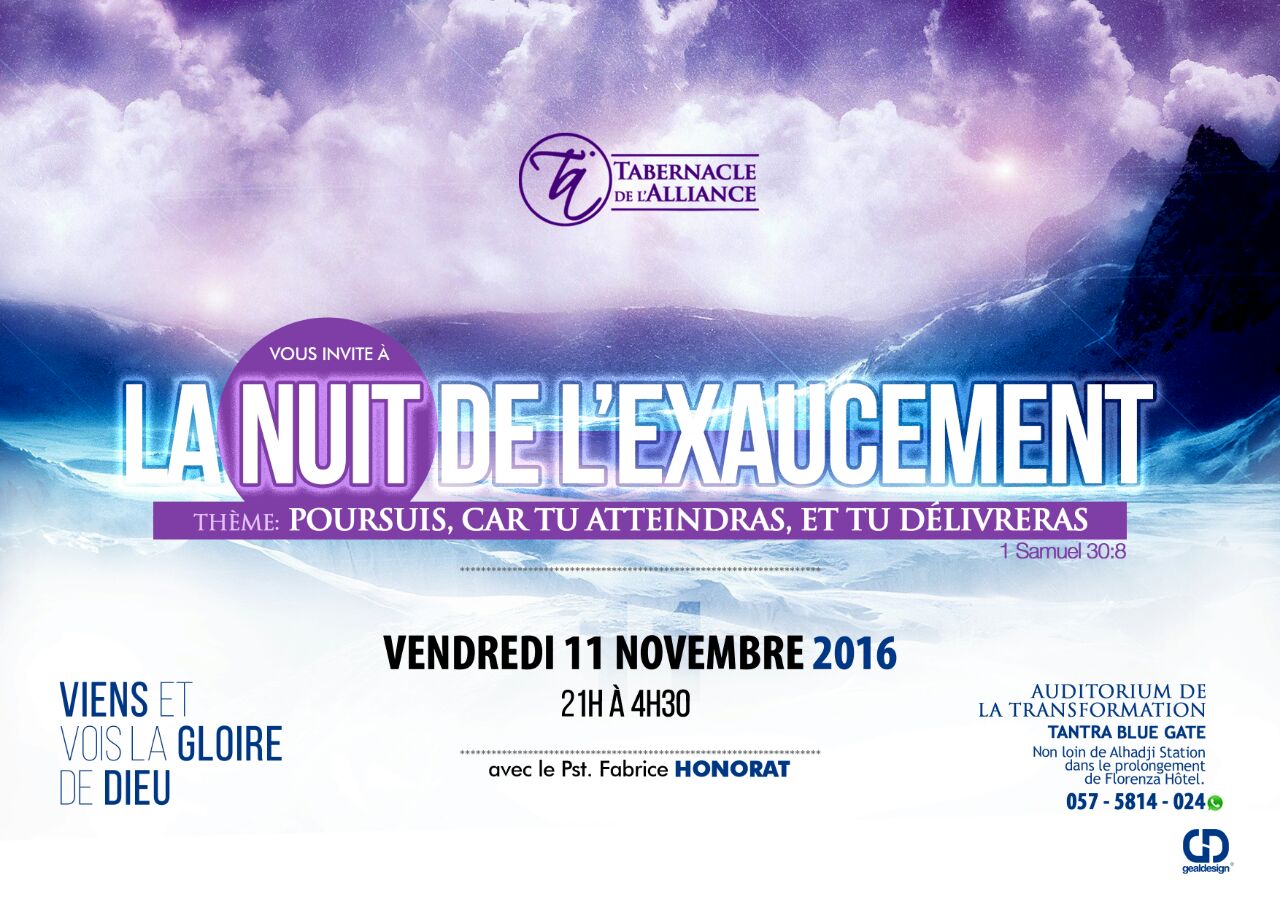 TABERNACLE
DE L'ALLIANCE
VOUS INVITE À
LA NUIT DE L'EXAUCEMENT
THÈME: POURSUIS, CAR TU ATTEINDRAS, ET TU DÉLIVRERAS
1 Samuel 30:8
VENDREDI 11 NOVEMBRE 2016
21H À 4H30
avec le Pst. Fabrice HONORAT
VIENS ET
VOIS LA GLOIRE
DE DIEU
AUDITORIUM DE
LA TRANSFORMATION
TANTRA BLUE GATE
Non loin de Alhadji Station
dans le prolongement
de Florenza Hôtel.
057 - 5814 - 024
gealdesign